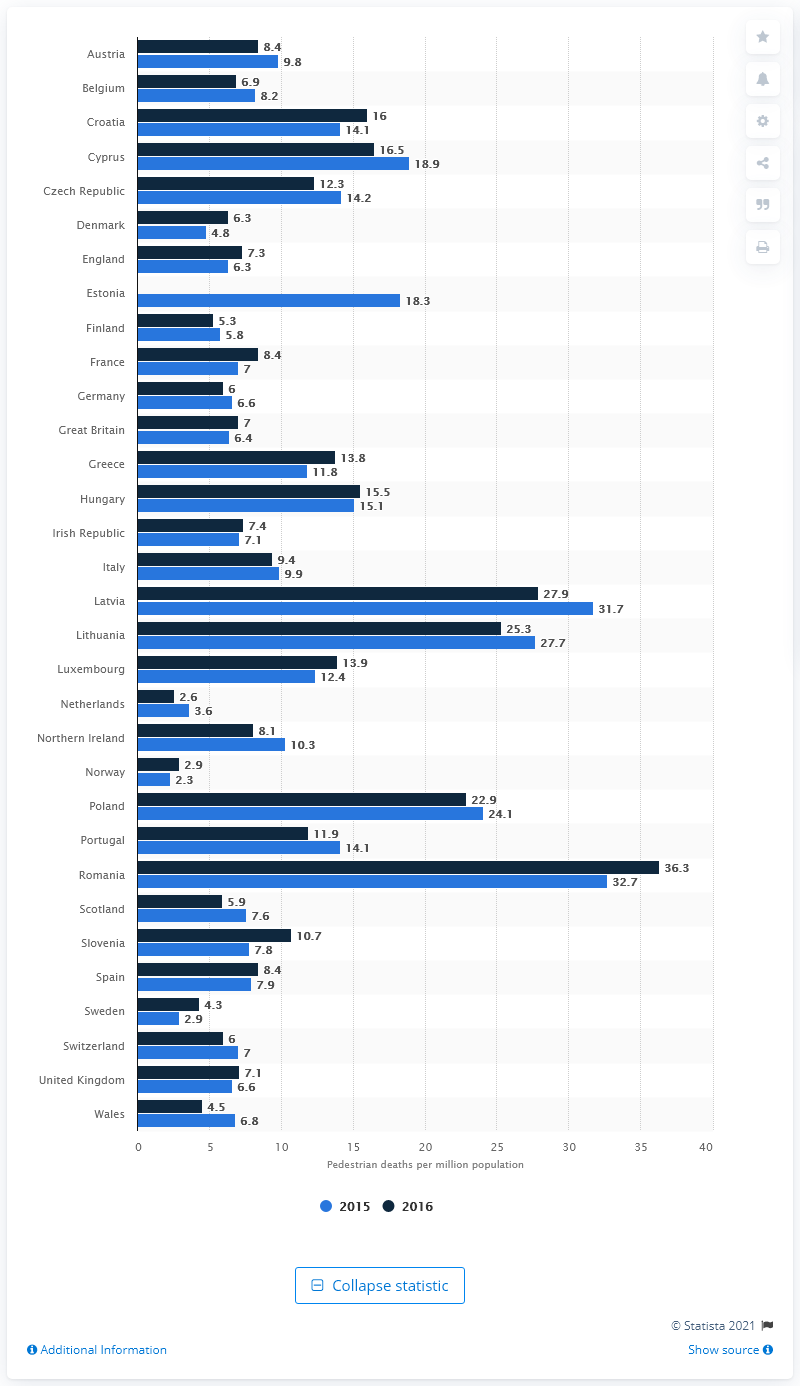 Austria 8.4
9.8
Belgium 6.9
8.2
Croatia 16
14.1
Cyprus 16.5
18.9
Czech Republic 12.3
14.2
Denmark 6.3
4.8
England 7.3
6.3
Estonia
18.3
Finland 5.3
5.8
France 8.4
7
Germany 6
6.6
Great Britain 7
6.4
Greece 13.8
11.8
Hungary 15.5
15.1
Irish Republic 7.4
7.1
Italy 9.4
9.9
Latvia 27.9
31.7
Lithuania 25.3
27.7
Luxembourg 13.9
12.4
Netherlands 2.6
3.6
Northern Ireland 8.1
10.3
Norway 2.9
2.3
Poland 22.9
24.1
Portugal 11.9
14.1
Romania 36.3
32.7
Scotland 5.9
7.6
Slovenia 10.7
7.8
Spain 8.4
7.9
Sweden 4.3
2.9
Switzerland 6
7
United Kingdom 7.1
6.6
Wales 4.5
6.8
0 5 10 15 20 25 30 35 40
Pedestrian deaths per million population
2015 2016
Collapse statistic
© Statista 2021
Additional Information Show source